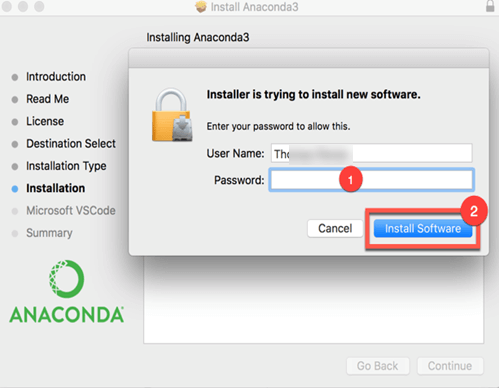 Install Anaconda3
Installing Anaconda3
Introduction
Read Me
License
Destination Select
Installation Type
Installation
Microsoft VSCode
Summary
ANACONDA
Installer is trying to install new software.
Enter your password to allow this.
User Name: Tho
Password: 1
2
Cancel Install Software
Go Back Continue